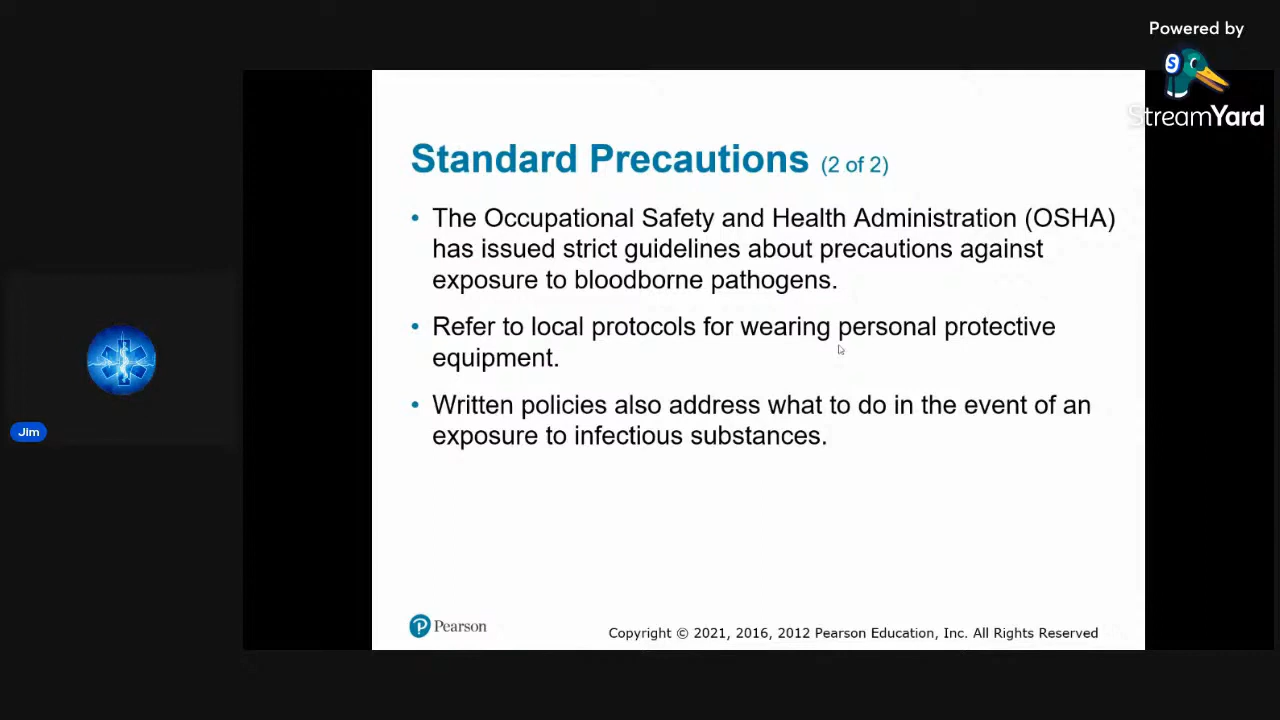 Powered by
StreamYard
Standard Precautions (2 of 2)
• The Occupational Safety and Health Administration (OSHA)
has issued strict guidelines about precautions against
exposure to bloodborne pathogens.
• Refer to local protocols for wearing personal protective
equipment.
• Written policies also address what to do in the event of an
exposure to infectious substances.
Jim
P Pearson
Copyright © 2021, 2016, 2012 Pearson Education, Inc. All Rights Reserved